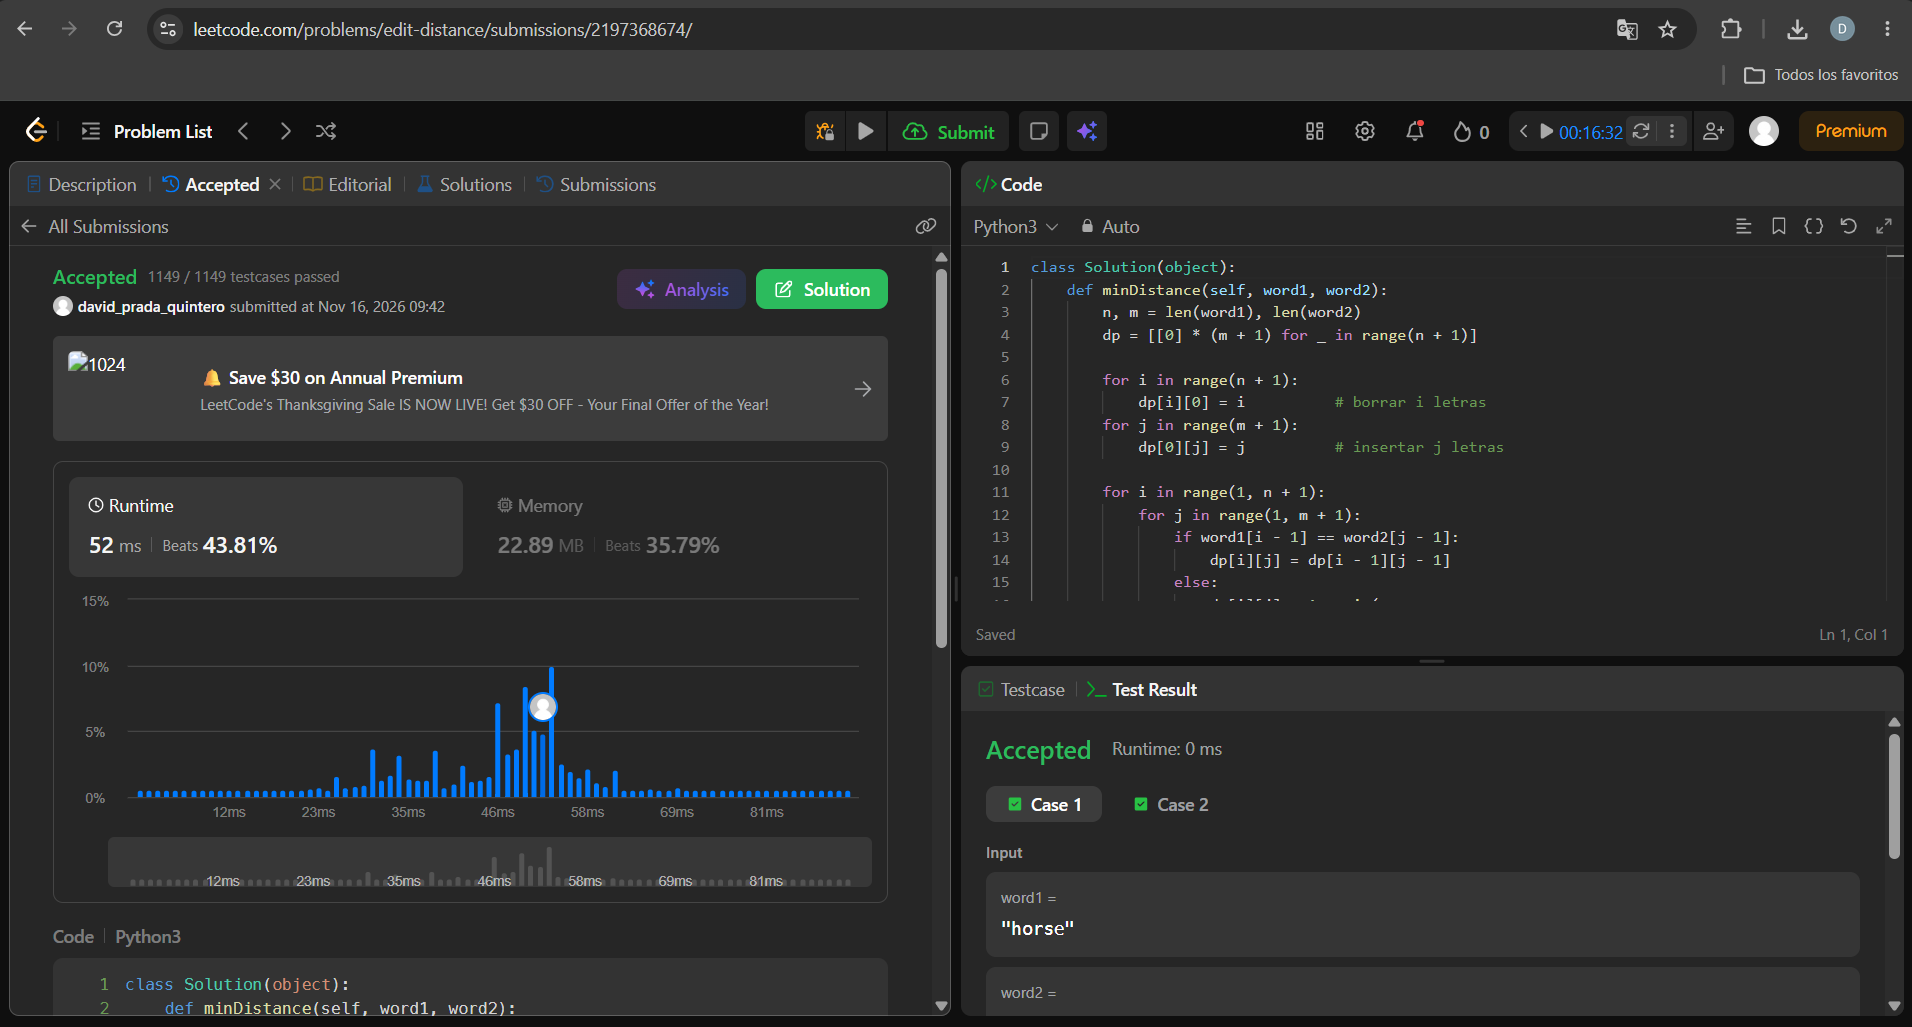 leetcode.com/problems/edit-distance/submissions/2197368674/
D
Todos los favoritos
Problem List
Submit
0
00:16:32
Premium
Description
Accepted
Editorial
Solutions
Submissions
All Submissions
Accepted 1149 / 1149 testcases passed
david_prada_quintero submitted at Nov 16, 2026 09:42
Analysis
Solution
1024
🔔 Save $30 on Annual Premium
LeetCode's Thanksgiving Sale IS NOW LIVE! Get $30 OFF - Your Final Offer of the Year!
Runtime
52 ms Beats 43.81%
Memory
22.89 MB Beats 35.79%
15%
10%
5%
0%
12ms 23ms 35ms 46ms 58ms 69ms 81ms
12ms 23ms 35ms 46ms 58ms 69ms 81ms
Code Python3
1 class Solution(object):
2 def minDistance(self, word1, word2):
</> Code
Python3 Auto
1 class Solution(object):
2 def minDistance(self, word1, word2):
3 n, m = len(word1), len(word2)
4 dp = [[0] * (m + 1) for _ in range(n + 1)]
5
6 for i in range(n + 1):
7 dp[i][0] = i # borrar i letras
8 for j in range(m + 1):
9 dp[0][j] = j # insertar j letras
10
11 for i in range(1, n + 1):
12 for j in range(1, m + 1):
13 if word1[i - 1] == word2[j - 1]:
14 dp[i][j] = dp[i - 1][j - 1]
15 else:
Saved
Ln 1, Col 1
Testcase
Test Result
Accepted Runtime: 0 ms
Case 1
Case 2
Input
word1 =
"horse"
word2 =